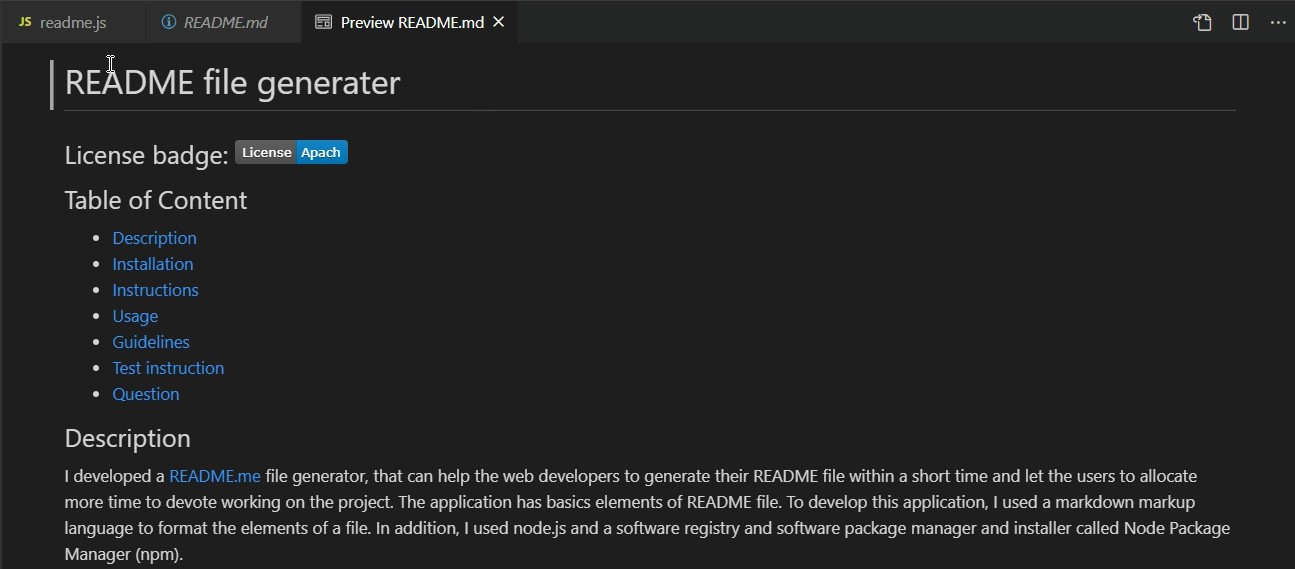 JS readme.js README.md Preview README.md
README file generater
License badge: License Apach
Table of Content
Description
Installation
Instructions
Usage
Guidelines
Test instruction
Question
Description
I developed a README.me file generator, that can help the web developers to generate their README file within a short time and let the users to allocate
more time to devote working on the project. The application has basics elements of README file. To develop this application, I used a markdown markup
language to format the elements of a file. In addition, I used node.js and a software registry and software package manager and installer called Node Package
Manager (npm).